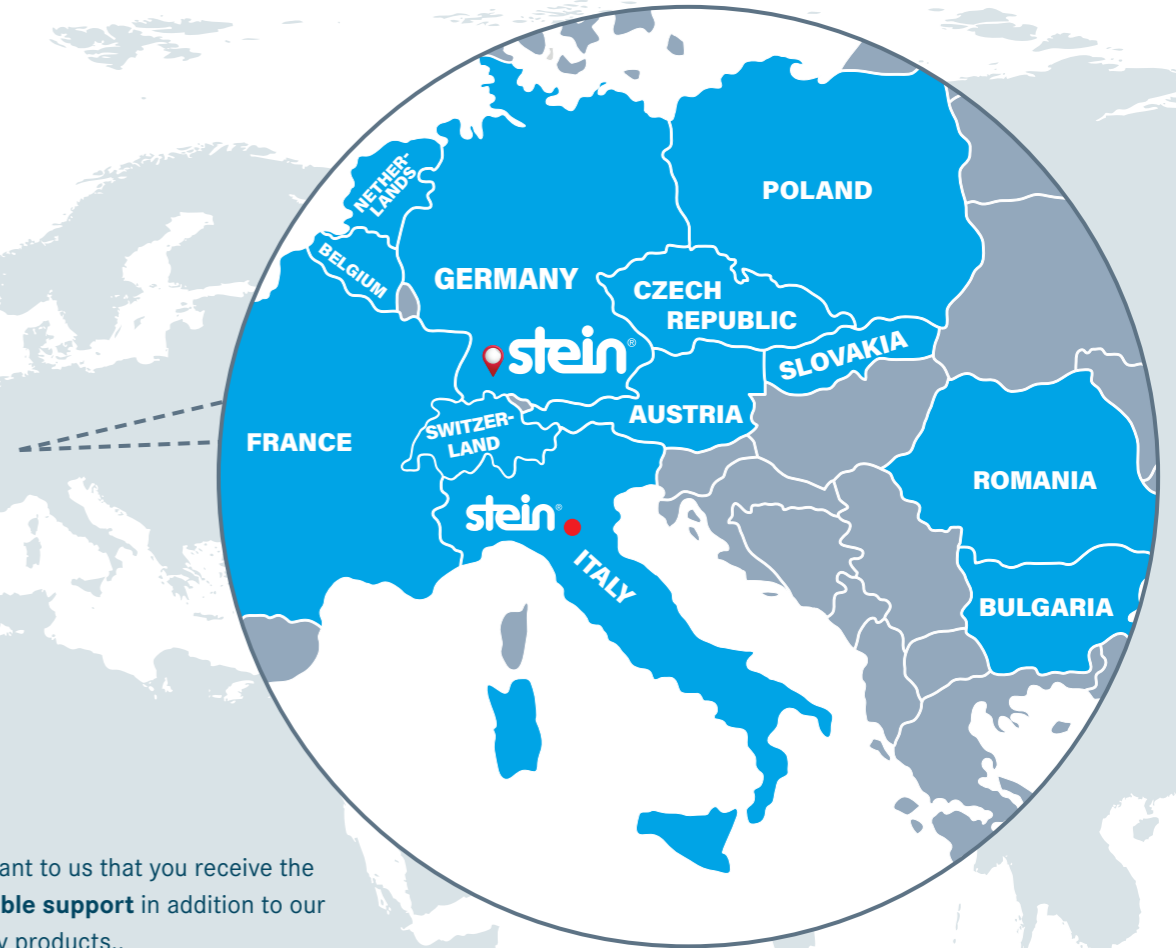 NETHER-
LANDS
BELGIUM
GERMANY
POLAND
CZECH
REPUBLIC
SLOVAKIA
stein®
FRANCE
SWITZER-
LAND
AUSTRIA
ROMANIA
stein®
ITALY
BULGARIA
ant to us that you receive the
ble support in addition to our
y products..